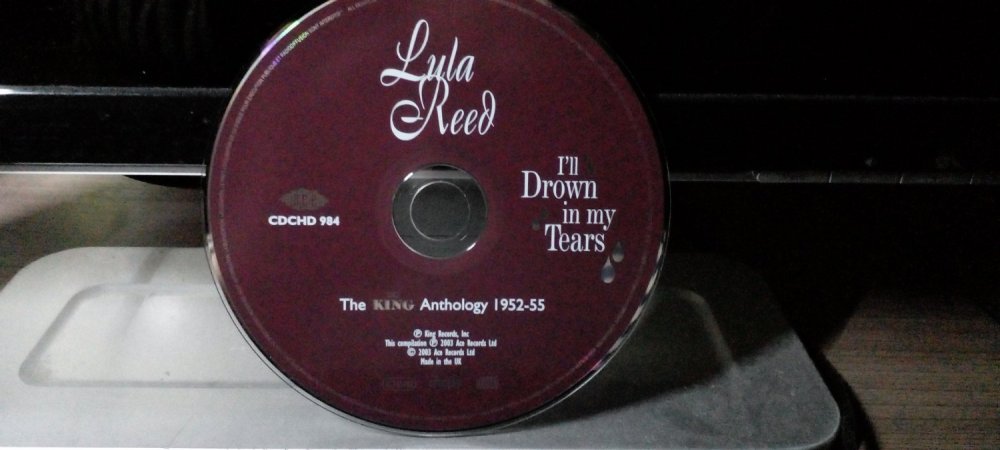 Lula
Reed
I'll
Drown
in my
Tears
ace
CDCHD 984
The KING Anthology 1952-55
℗ King Records, Inc
This compilation ℗ 2003 Ace Records Ltd
© 2003 Ace Records Ltd
Made in the UK